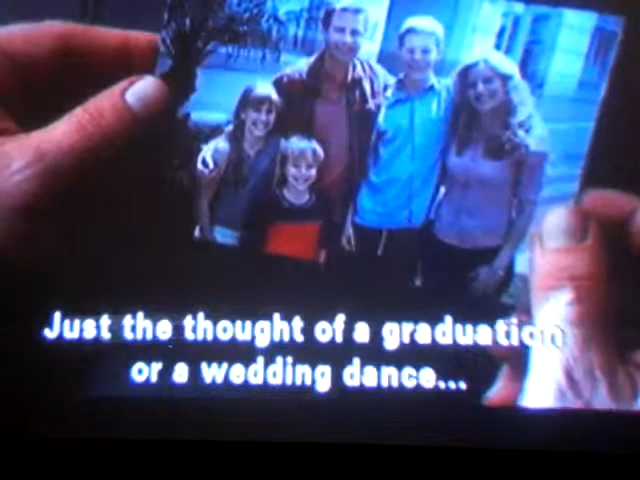 Just the thought of a graduation
or a wedding dance...